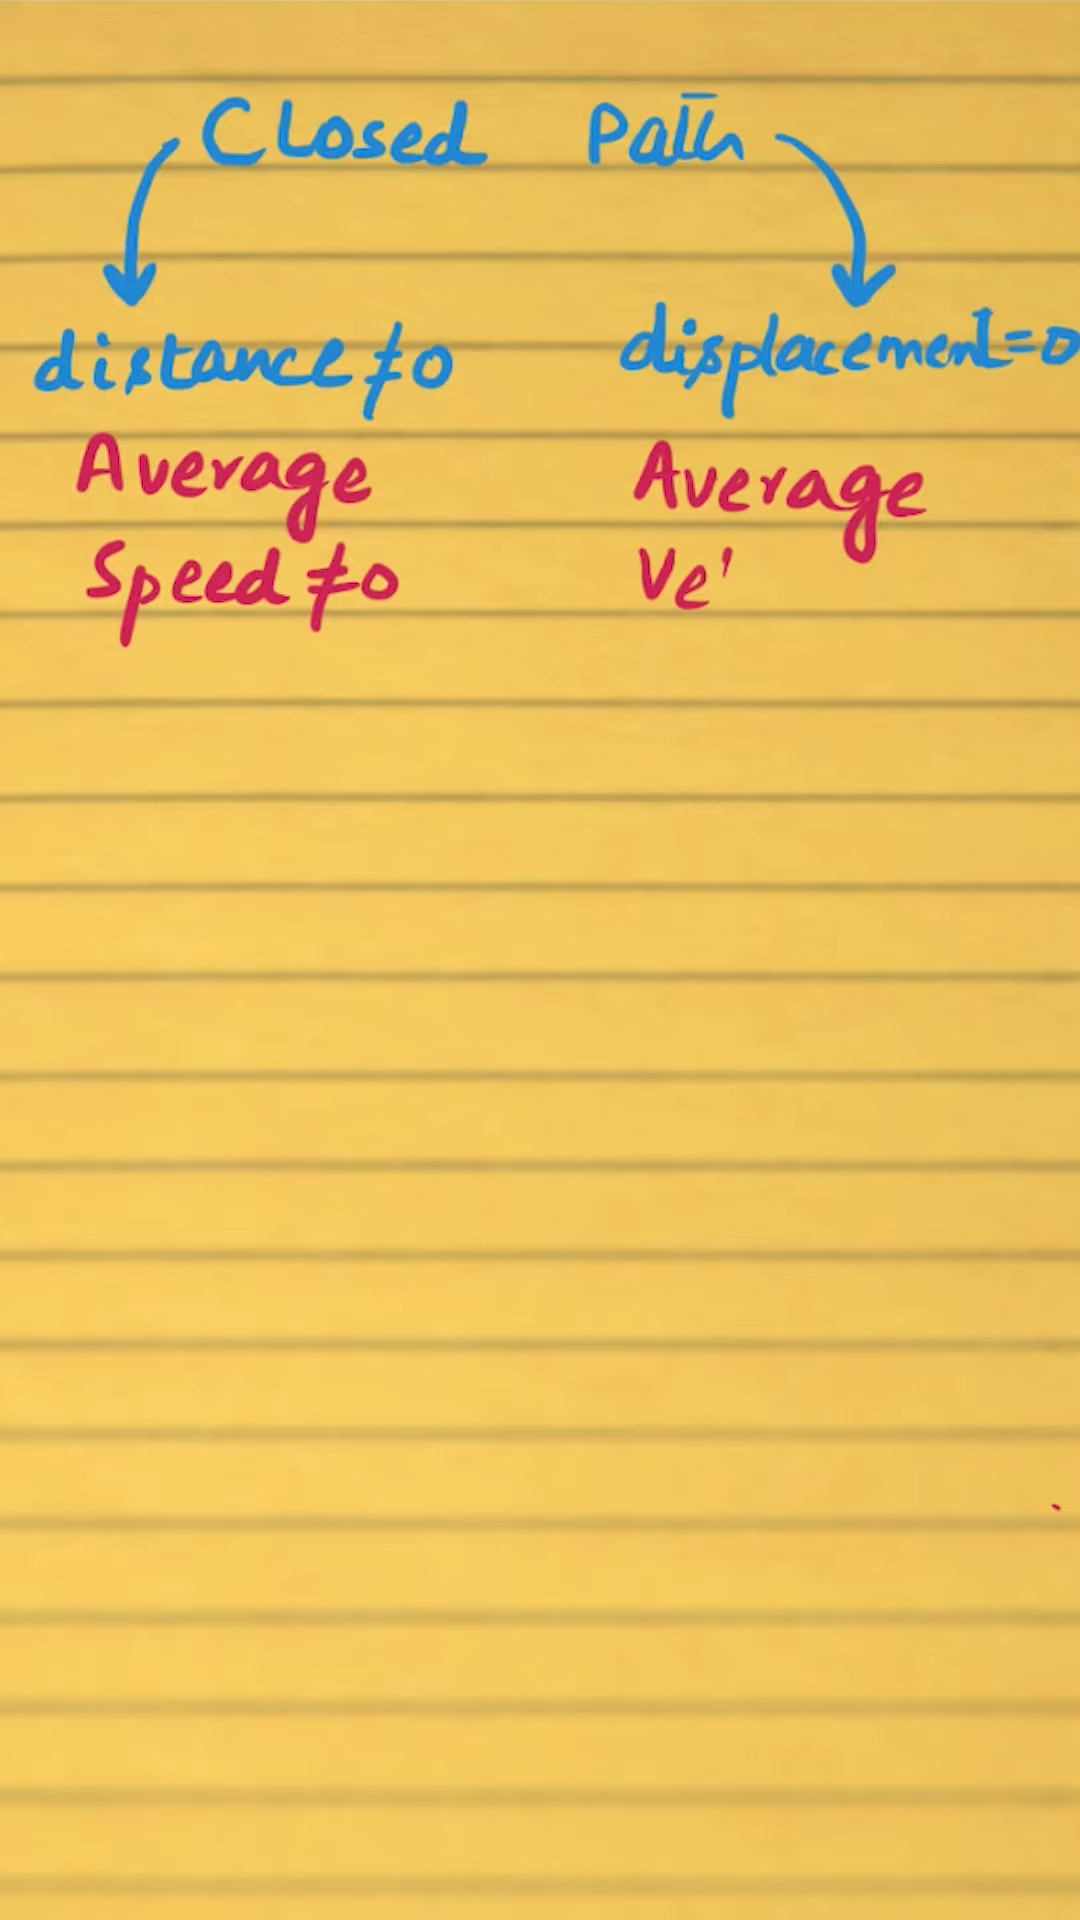 Closed Path
distance ≠0 displacement=0
Average Average
Speed ≠0 Ve'